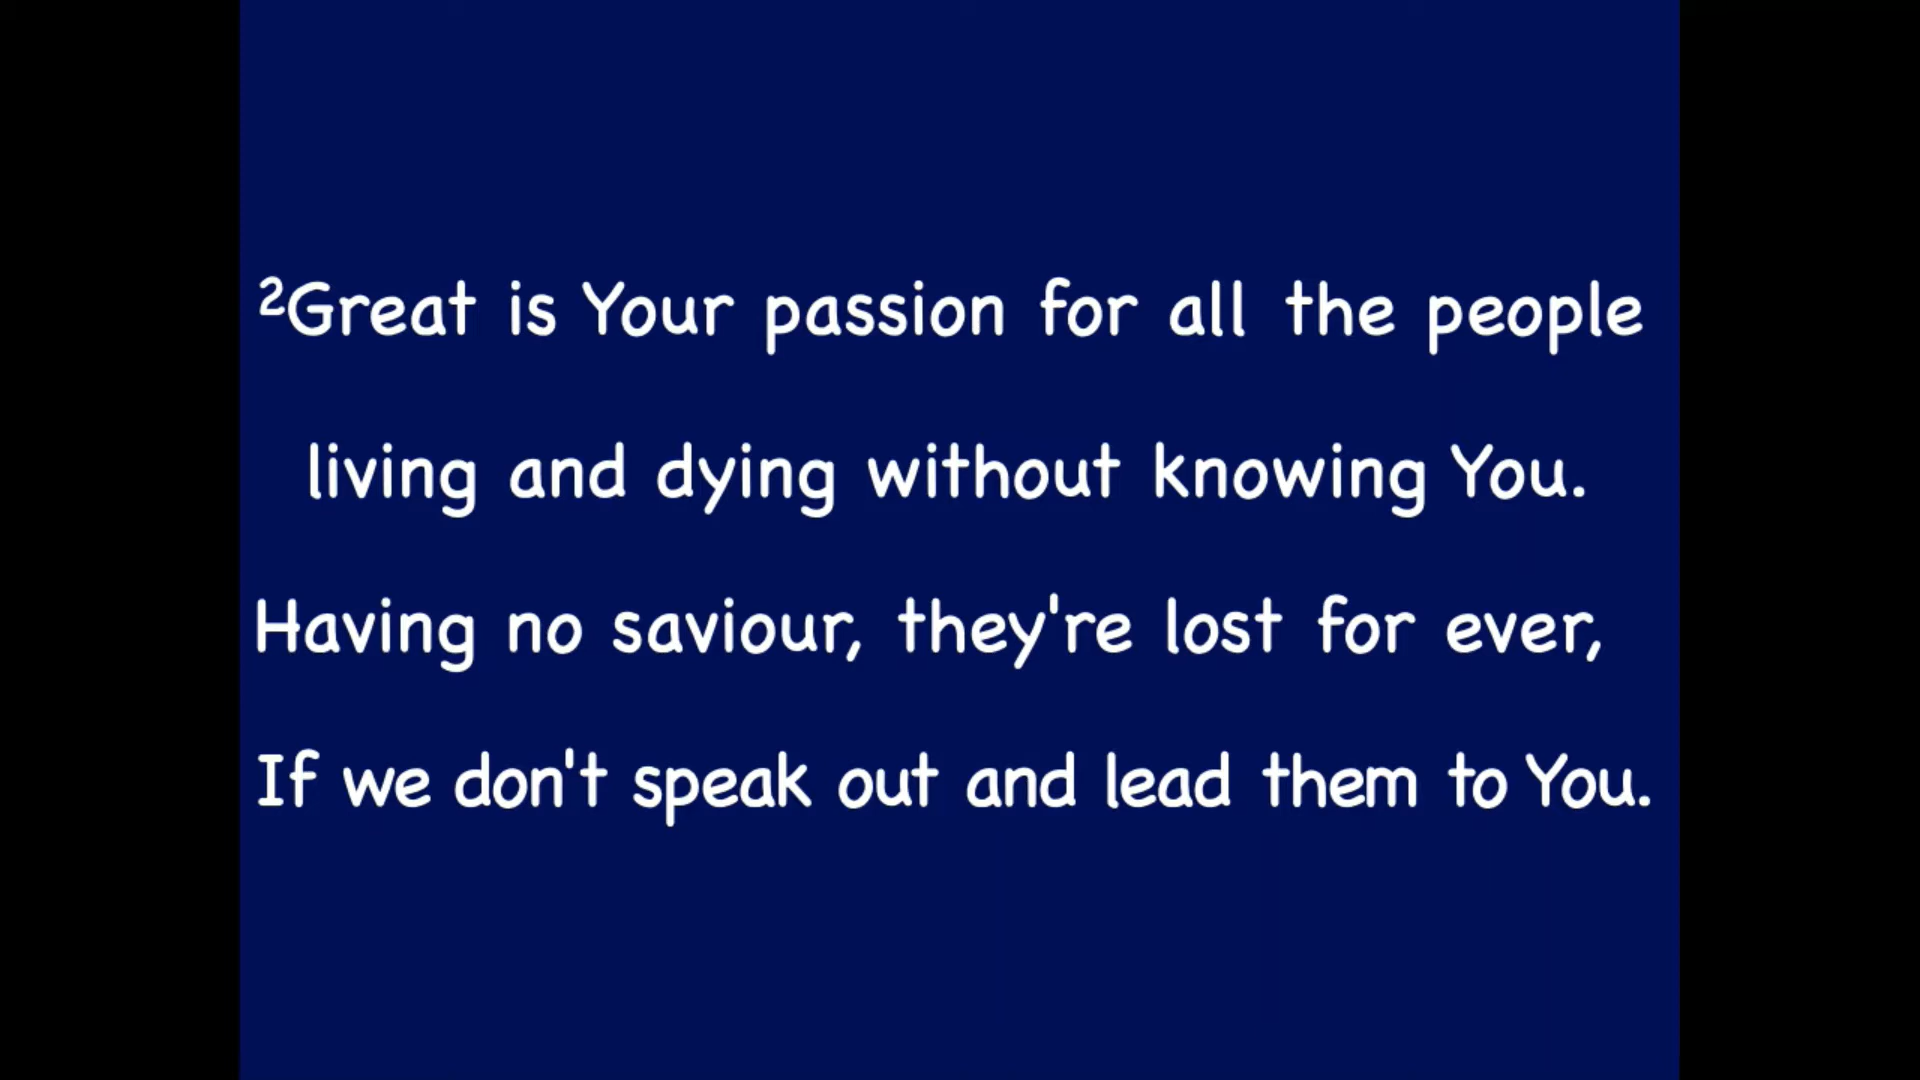 ²Great is Your passion for all the people
living and dying without knowing You.
Having no saviour, they're lost for ever,
If we don't speak out and lead them to You.